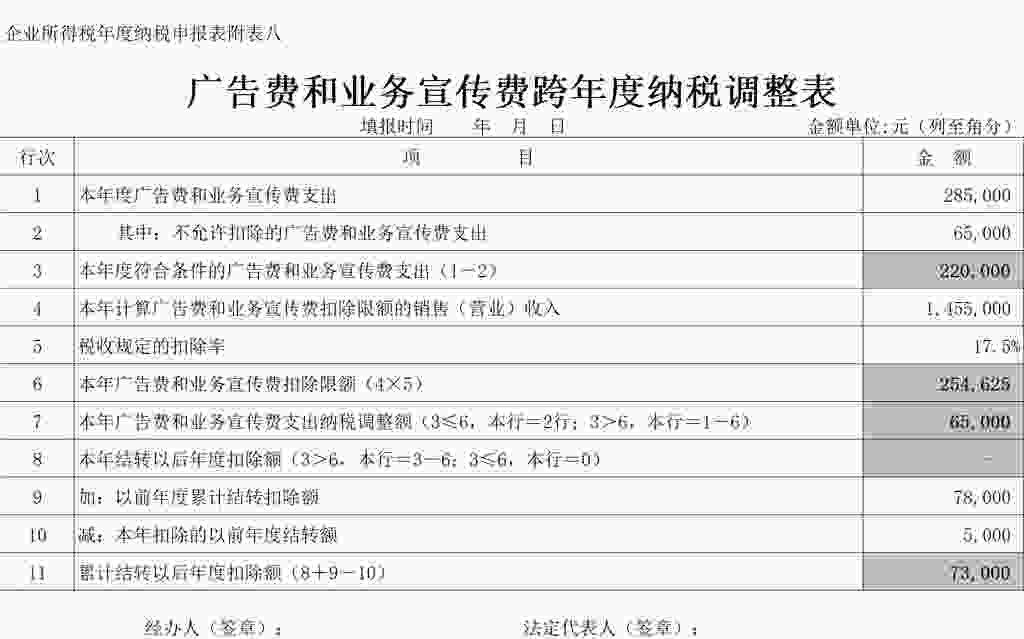 企业所得税年度纳税申报表附表八
广告费和业务宣传费跨年度纳税调整表
填报时间 年 月 日 金额单位:元（列至角分）
行次 项 目 金 额
1 本年度广告费和业务宣传费支出 285,000
2 其中：不允许扣除的广告费和业务宣传费支出 65,000
3 本年度符合条件的广告费和业务宣传费支出（1－2） 220,000
4 本年计算广告费和业务宣传费扣除限额的销售（营业）收入 1,455,000
5 税收规定的扣除率 17.5%
6 本年广告费和业务宣传费扣除限额（4×5） 254,625
7 本年广告费和业务宣传费支出纳税调整额（3≤6，本行＝2行；3＞6，本行＝1－6） 65,000
8 本年结转以后年度扣除额（3＞6，本行＝3－6；3≤6，本行＝0） -
9 加：以前年度累计结转扣除额 78,000
10 减：本年扣除的以前年度结转额 5,000
11 累计结转以后年度扣除额（8＋9－10） 73,000
经办人（签章）： 法定代表人（签章）：